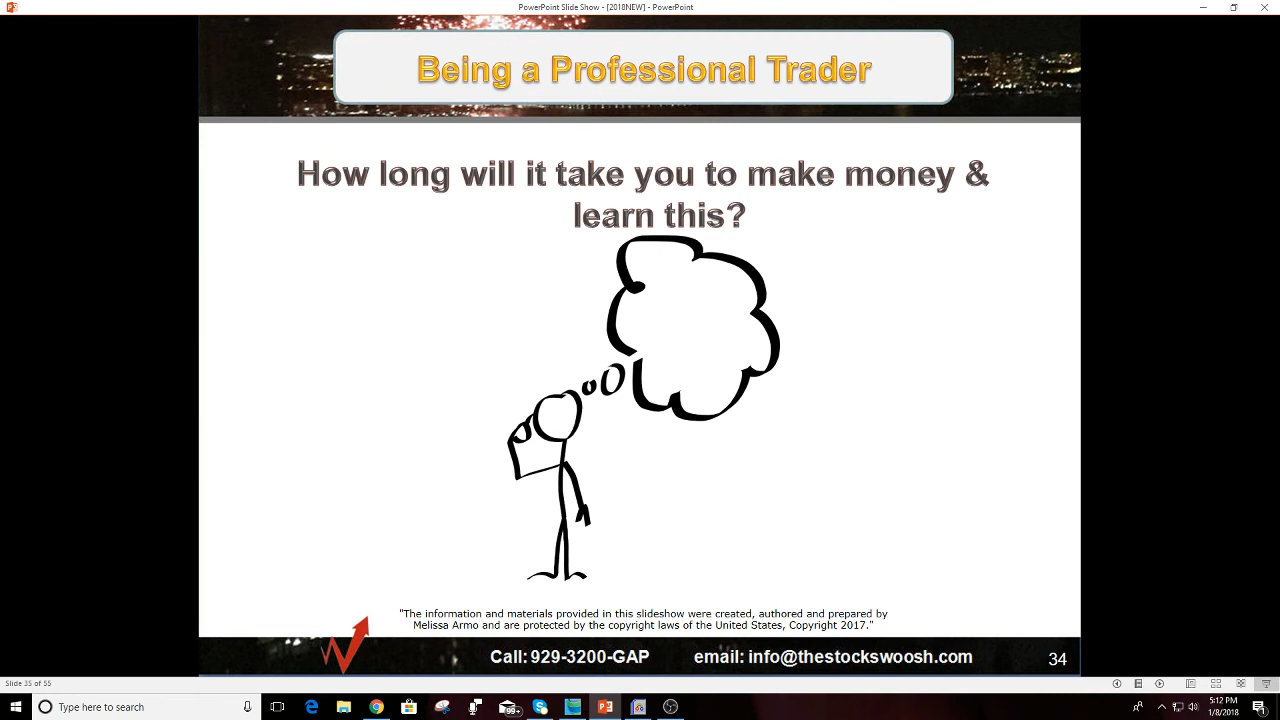 PowerPoint Slide Show - [2018NEW] - PowerPoint
Being a Professional Trader
How long will it take you to make money &
learn this?
"The information and materials provided in this slideshow were created, authored and prepared by
Melissa Armo and are protected by the copyright laws of the United States, Copyright 2017."
Call: 929-3200-GAP email: info@thestockswoosh.com 34
Slide 35 of 55
Type here to search
99+
5:12 PM
1/8/2018
1